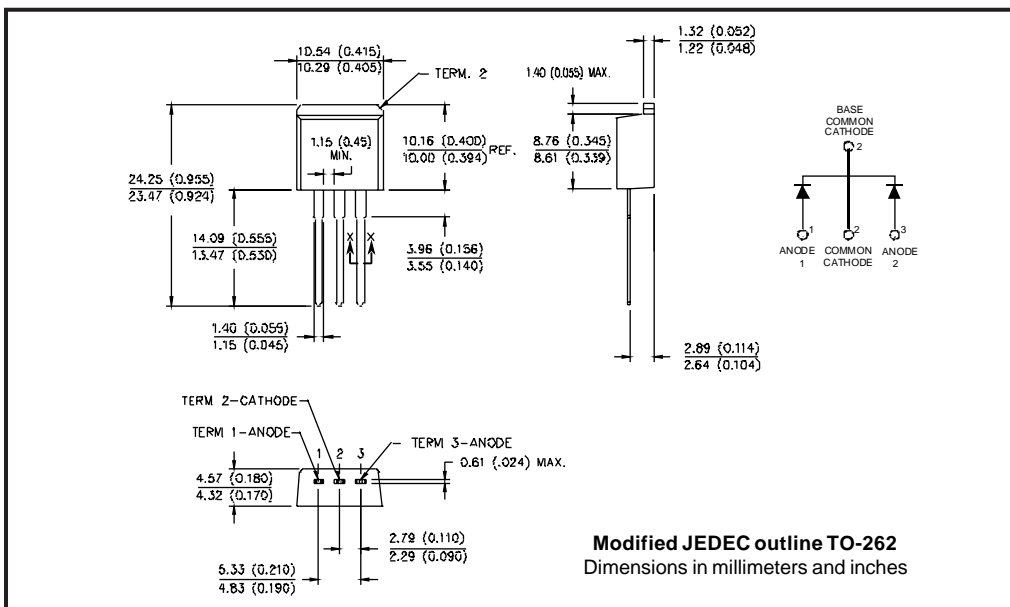 10.54 (0.415)
10.29 (0.405)
TERM. 2
1.40 (0.055) MAX.
1.32 (0.052)
1.22 (0.048)
1.15 (0.45)
MIN.
10.16 (0.400)
10.00 (0.394)
REF.
8.76 (0.345)
8.61 (0.339)
24.25 (0.955)
23.47 (0.924)
14.09 (0.555)
13.47 (0.530)
X X
3.96 (0.156)
3.55 (0.140)
1.40 (0.055)
1.15 (0.045)
2.89 (0.114)
2.64 (0.104)
BASE
COMMON
CATHODE
2
1 2 3
ANODE
1
COMMON
CATHODE
ANODE
2
TERM 2-CATHODE
TERM 1-ANODE
TERM 3-ANODE
1 2 3
0.61 (.024) MAX.
4.57 (0.180)
4.32 (0.170)
2.79 (0.110)
2.29 (0.090)
5.33 (0.210)
4.83 (0.190)
Modified JEDEC outline TO-262
Dimensions in millimeters and inches